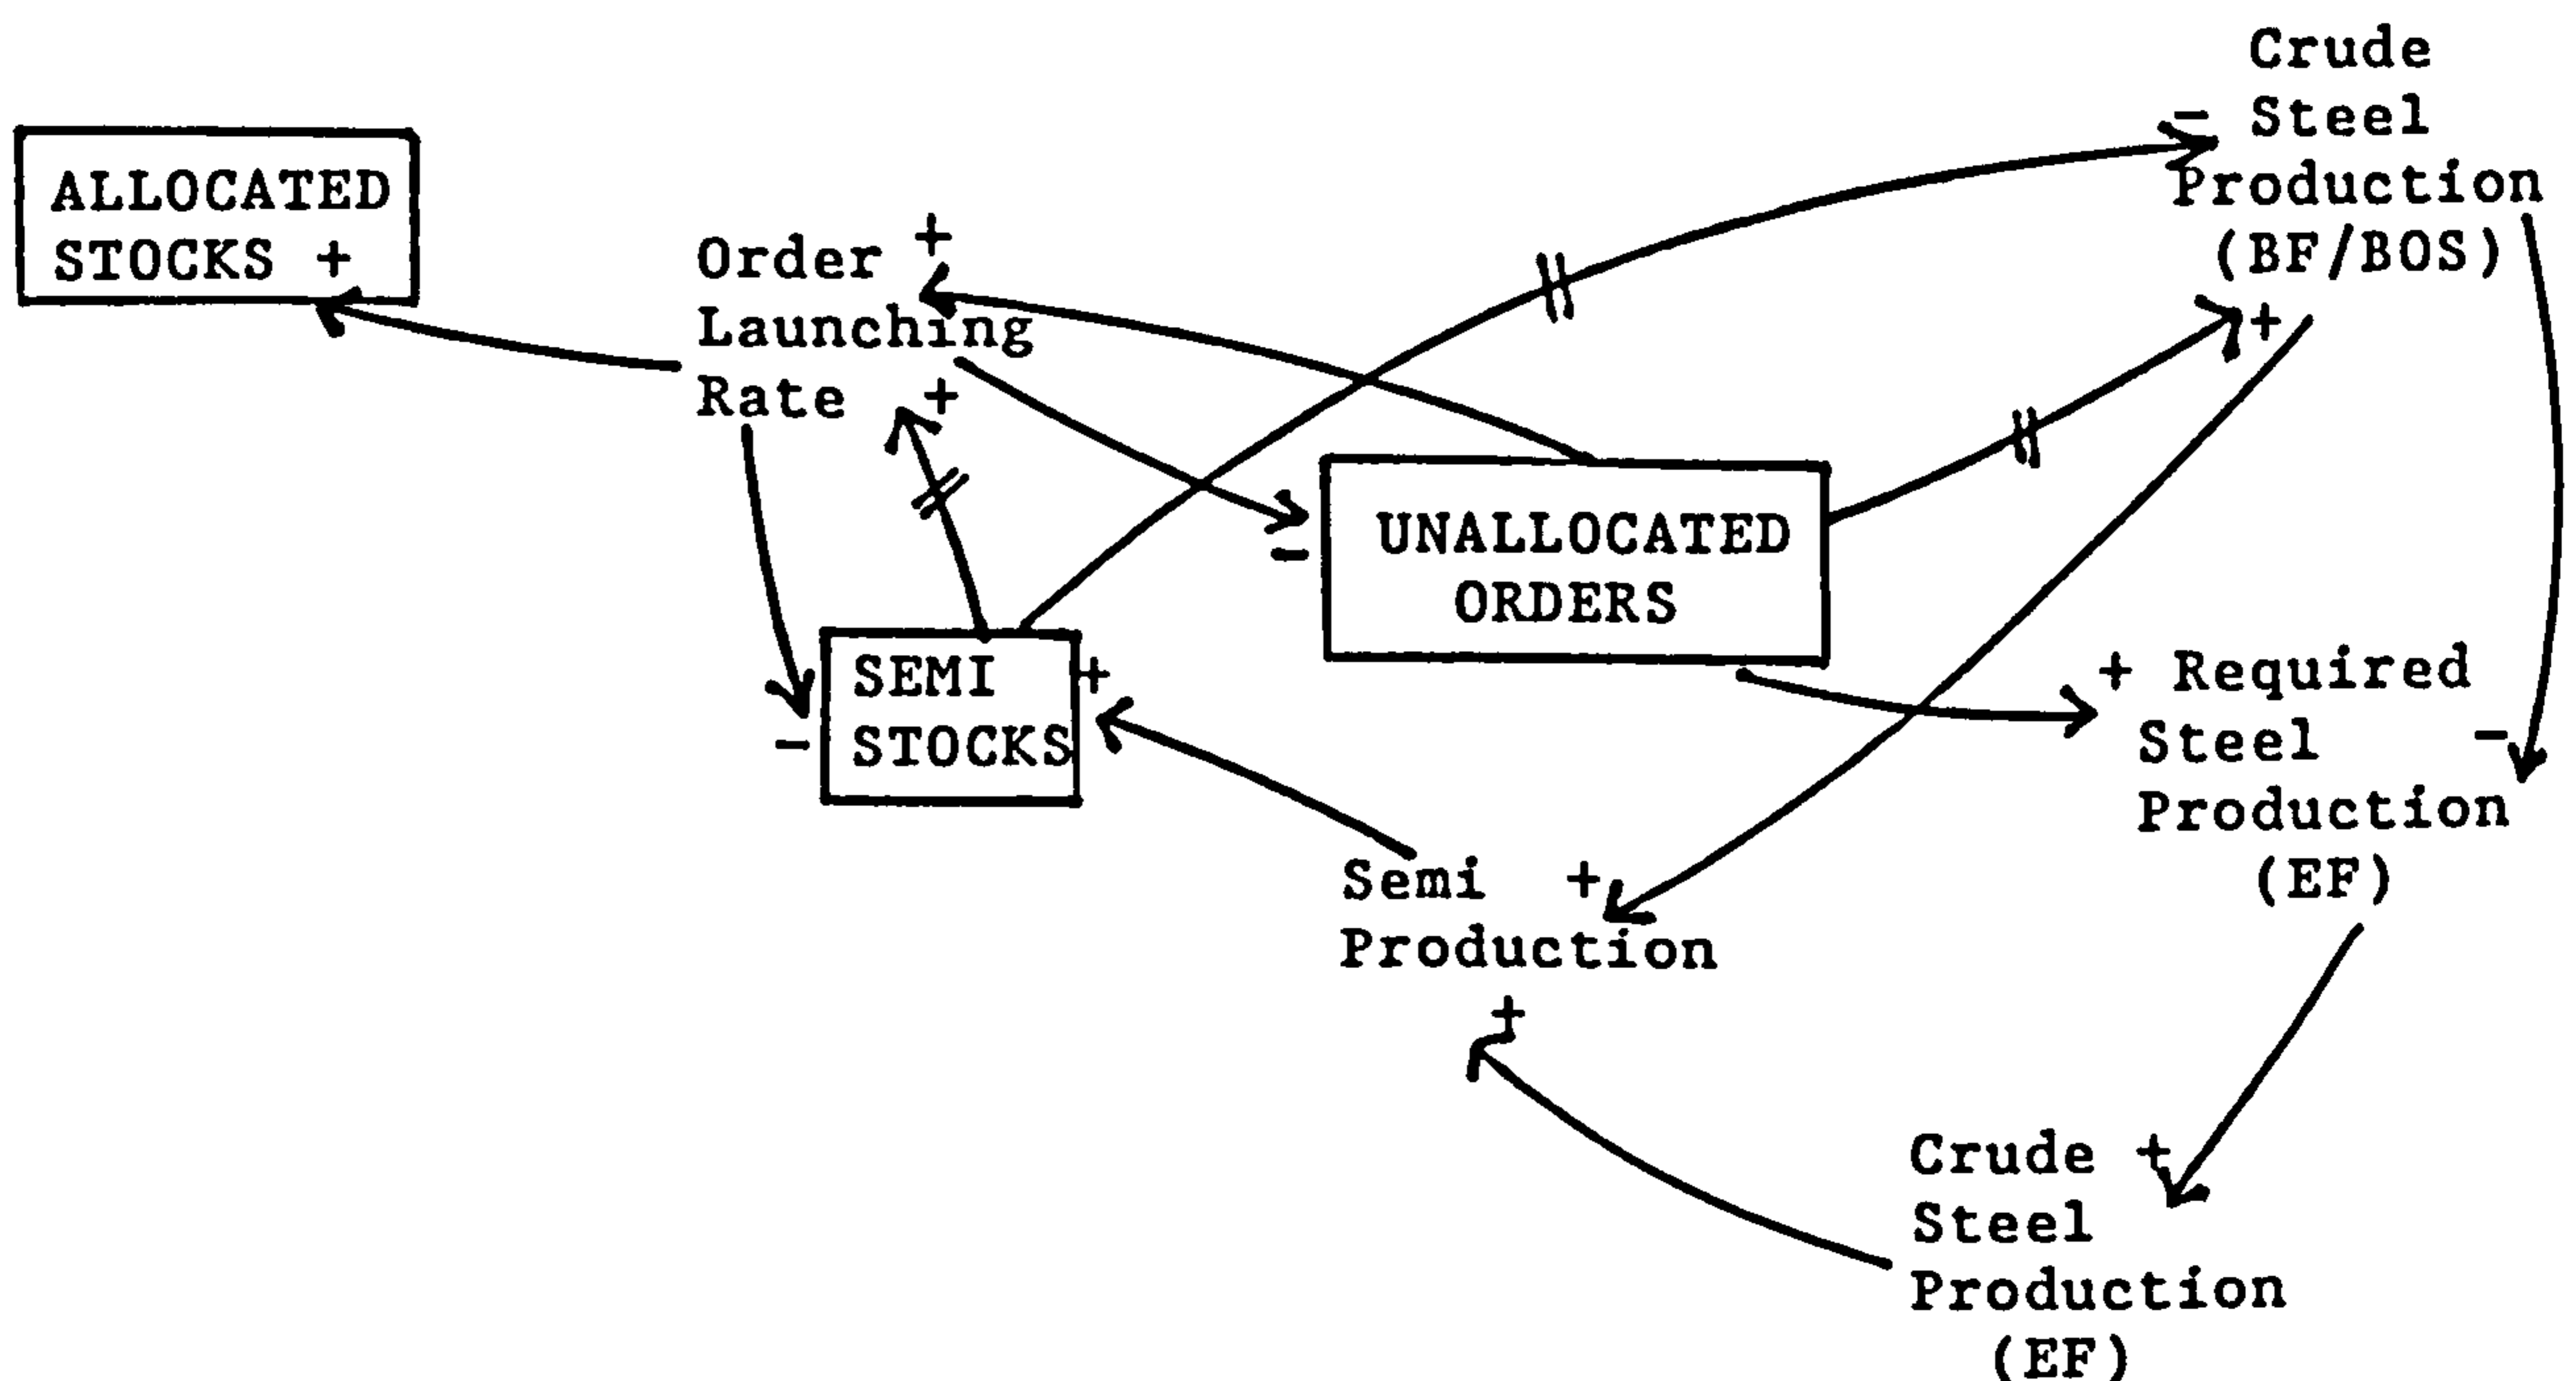 Crude
- Steel
Production
(BF/BOS)
+
ALLOCATED
STOCKS +
Order +
Launching
Rate +
-
UNALLOCATED
ORDERS
SEMI +
- STOCKS
+ Required
Steel -
Production
(EF)
Semi +
Production
+
Crude +
Steel
Production
(EF)